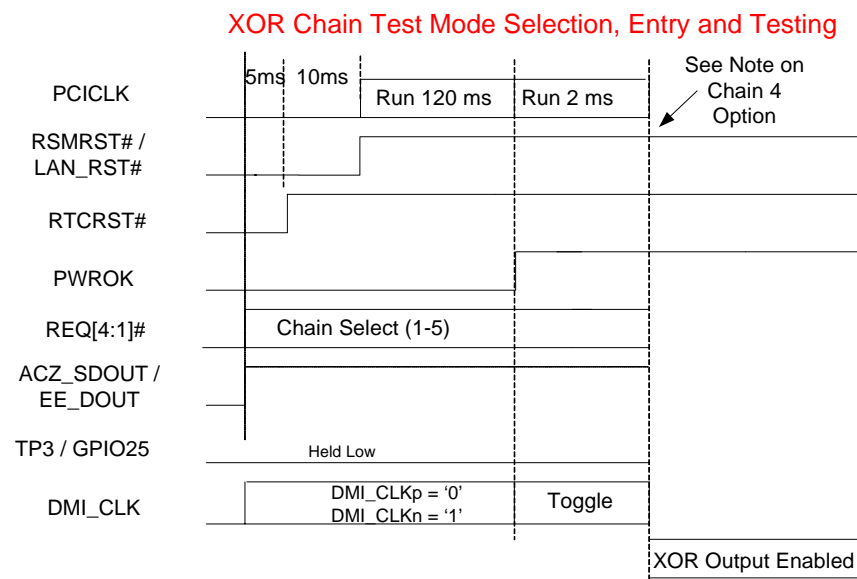 XOR Chain Test Mode Selection, Entry and Testing
5ms 10ms
See Note on
Chain 4
Option
PCICLK
Run 120 ms
Run 2 ms
RSMRST# /
LAN_RST#
RTCRST#
PWROK
REQ[4:1]#
Chain Select (1-5)
ACZ_SDOUT /
EE_DOUT
TP3 / GPIO25
Held Low
DMI_CLK
DMI_CLKp = ‘0’
DMI_CLKn = ‘1’
Toggle
XOR Output Enabled